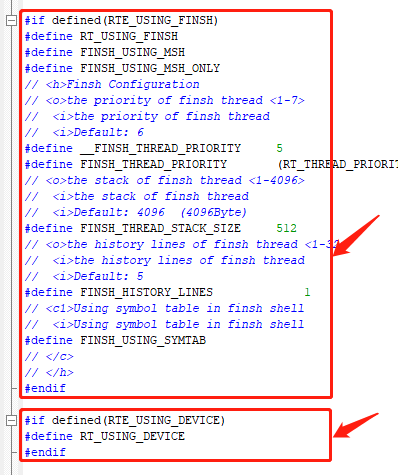 #if defined(RTE_USING_FINSH)
#define RT_USING_FINSH
#define FINSH_USING_MSH
#define FINSH_USING_MSH_ONLY
// <h>Finsh Configuration
// <o>the priority of finsh thread <1-7>
//  <i>the priority of finsh thread
//  <i>Default: 6
#define __FINSH_THREAD_PRIORITY     5
#define FINSH_THREAD_PRIORITY       (RT_THREAD_PRIORIT
// <o>the stack of finsh thread <1-4096>
//  <i>the stack of finsh thread
//  <i>Default: 4096  (4096Byte)
#define FINSH_THREAD_STACK_SIZE     512
// <o>the history lines of finsh thread <1-32
//  <i>the history lines of finsh thread
//  <i>Default: 5
#define FINSH_HISTORY_LINES             1
// <c1>Using symbol table in finsh shell
//  <i>Using symbol table in finsh shell
#define FINSH_USING_SYMTAB
// </c>
// </h>
#endif
#if defined(RTE_USING_DEVICE)
#define RT_USING_DEVICE
#endif